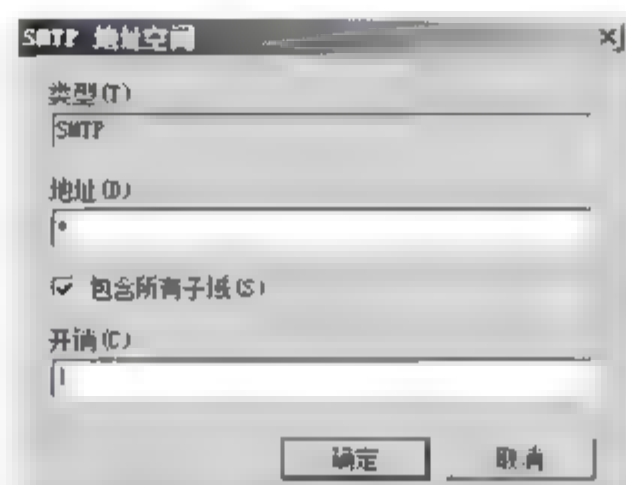 SMTP 地址空间
类型(T)
SMTP
地址(D)
*
包含所有子域(S)
开销(C)
1
确定
取消